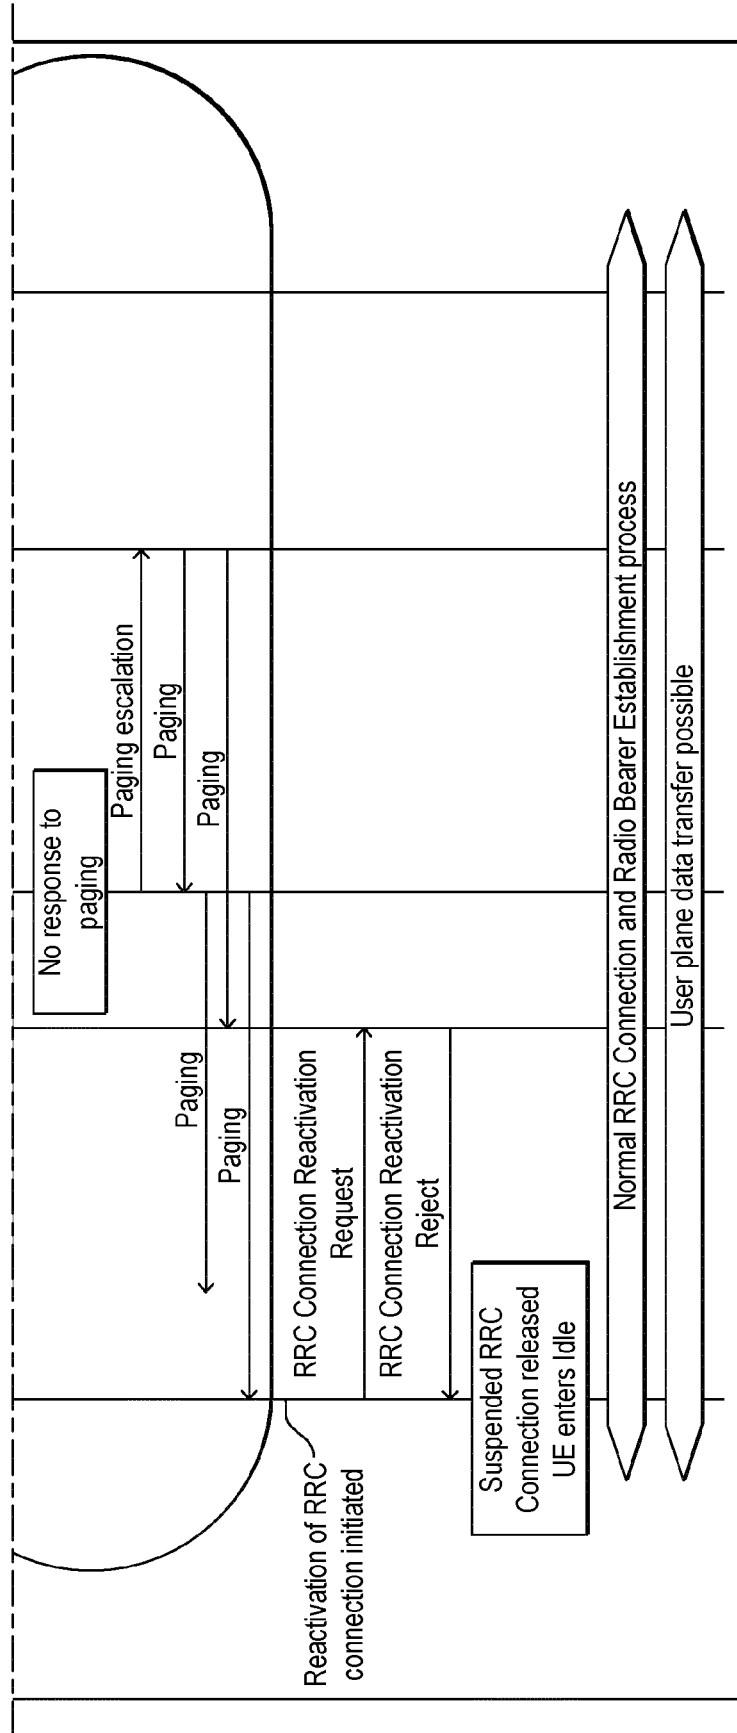 No response to
paging
Paging escalation
Paging
Paging
Paging
Paging
Reactivation of RRC
connection initiated
RRC Connection Reactivation
Request
RRC Connection Reactivation
Reject
Suspended RRC
Connection released
UE enters Idle
Normal RRC Connection and Radio Bearer Establishment process
User plane data transfer possible